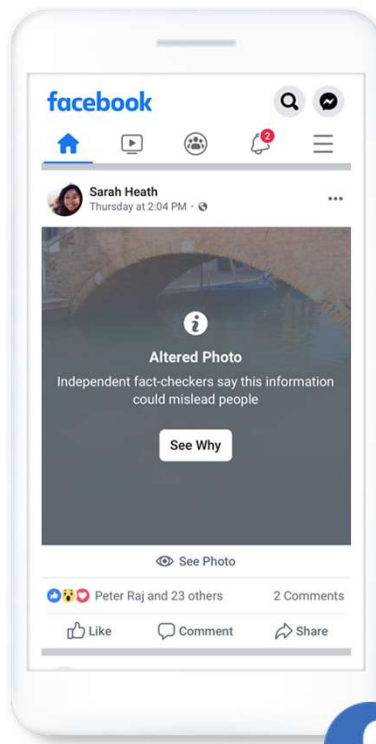 facebook
2
Sarah Heath
Thursday at 2:04 PM ·
Altered Photo
Independent fact-checkers say this information
could mislead people
See Why
See Photo
Peter Raj and 23 others 2 Comments
Like Comment Share